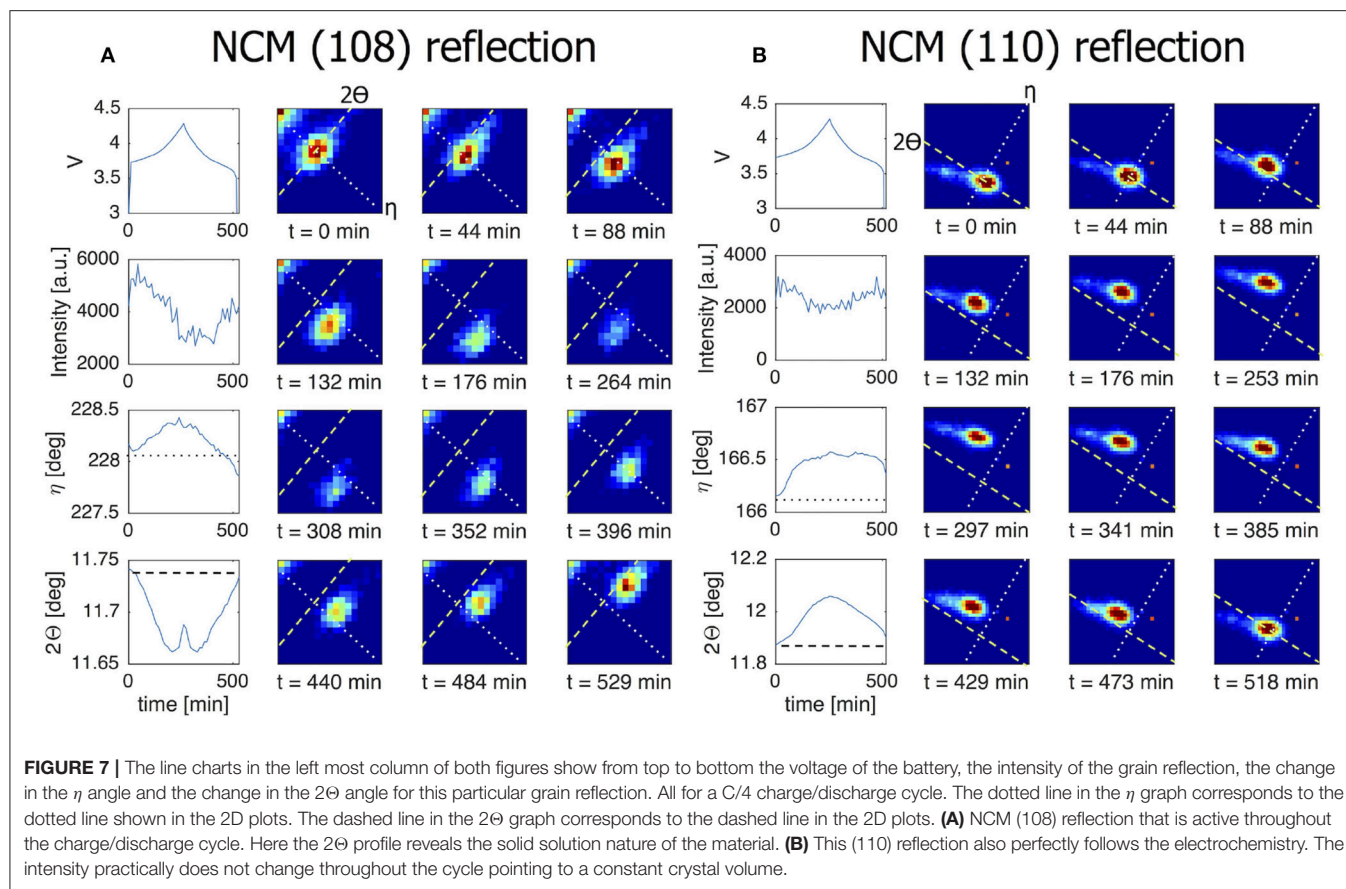 A NCM (108) reflection
2Θ
4.5
4
3.5
3
V
0 500
η
t = 0 min t = 44 min t = 88 min
6000
4000
2000
Intensity [a.u.]
0 500
t = 132 min t = 176 min t = 264 min
228.5
228
227.5
η [deg]
0 500
t = 308 min t = 352 min t = 396 min
11.75
11.7
11.65
2Θ [deg]
0 500
time [min]
t = 440 min t = 484 min t = 529 min
B NCM (110) reflection
η
2Θ
4.5
4
3.5
3
V
0 500
t = 0 min t = 44 min t = 88 min
4000
2000
0
Intensity [a.u.]
0 500
t = 132 min t = 176 min t = 253 min
167
166.5
166
η [deg]
0 500
t = 297 min t = 341 min t = 385 min
12.2
12
11.8
2Θ [deg]
0 500
time [min]
t = 429 min t = 473 min t = 518 min
FIGURE 7 | The line charts in the left most column of both figures show from top to bottom the voltage of the battery, the intensity of the grain reflection, the change
in the η angle and the change in the 2Θ angle for this particular grain reflection. All for a C/4 charge/discharge cycle. The dotted line in the η graph corresponds to the
dotted line shown in the 2D plots. The dashed line in the 2Θ graph corresponds to the dashed line in the 2D plots. (A) NCM (108) reflection that is active throughout
the charge/discharge cycle. Here the 2Θ profile reveals the solid solution nature of the material. (B) This (110) reflection also perfectly follows the electrochemistry. The
intensity practically does not change throughout the cycle pointing to a constant crystal volume.